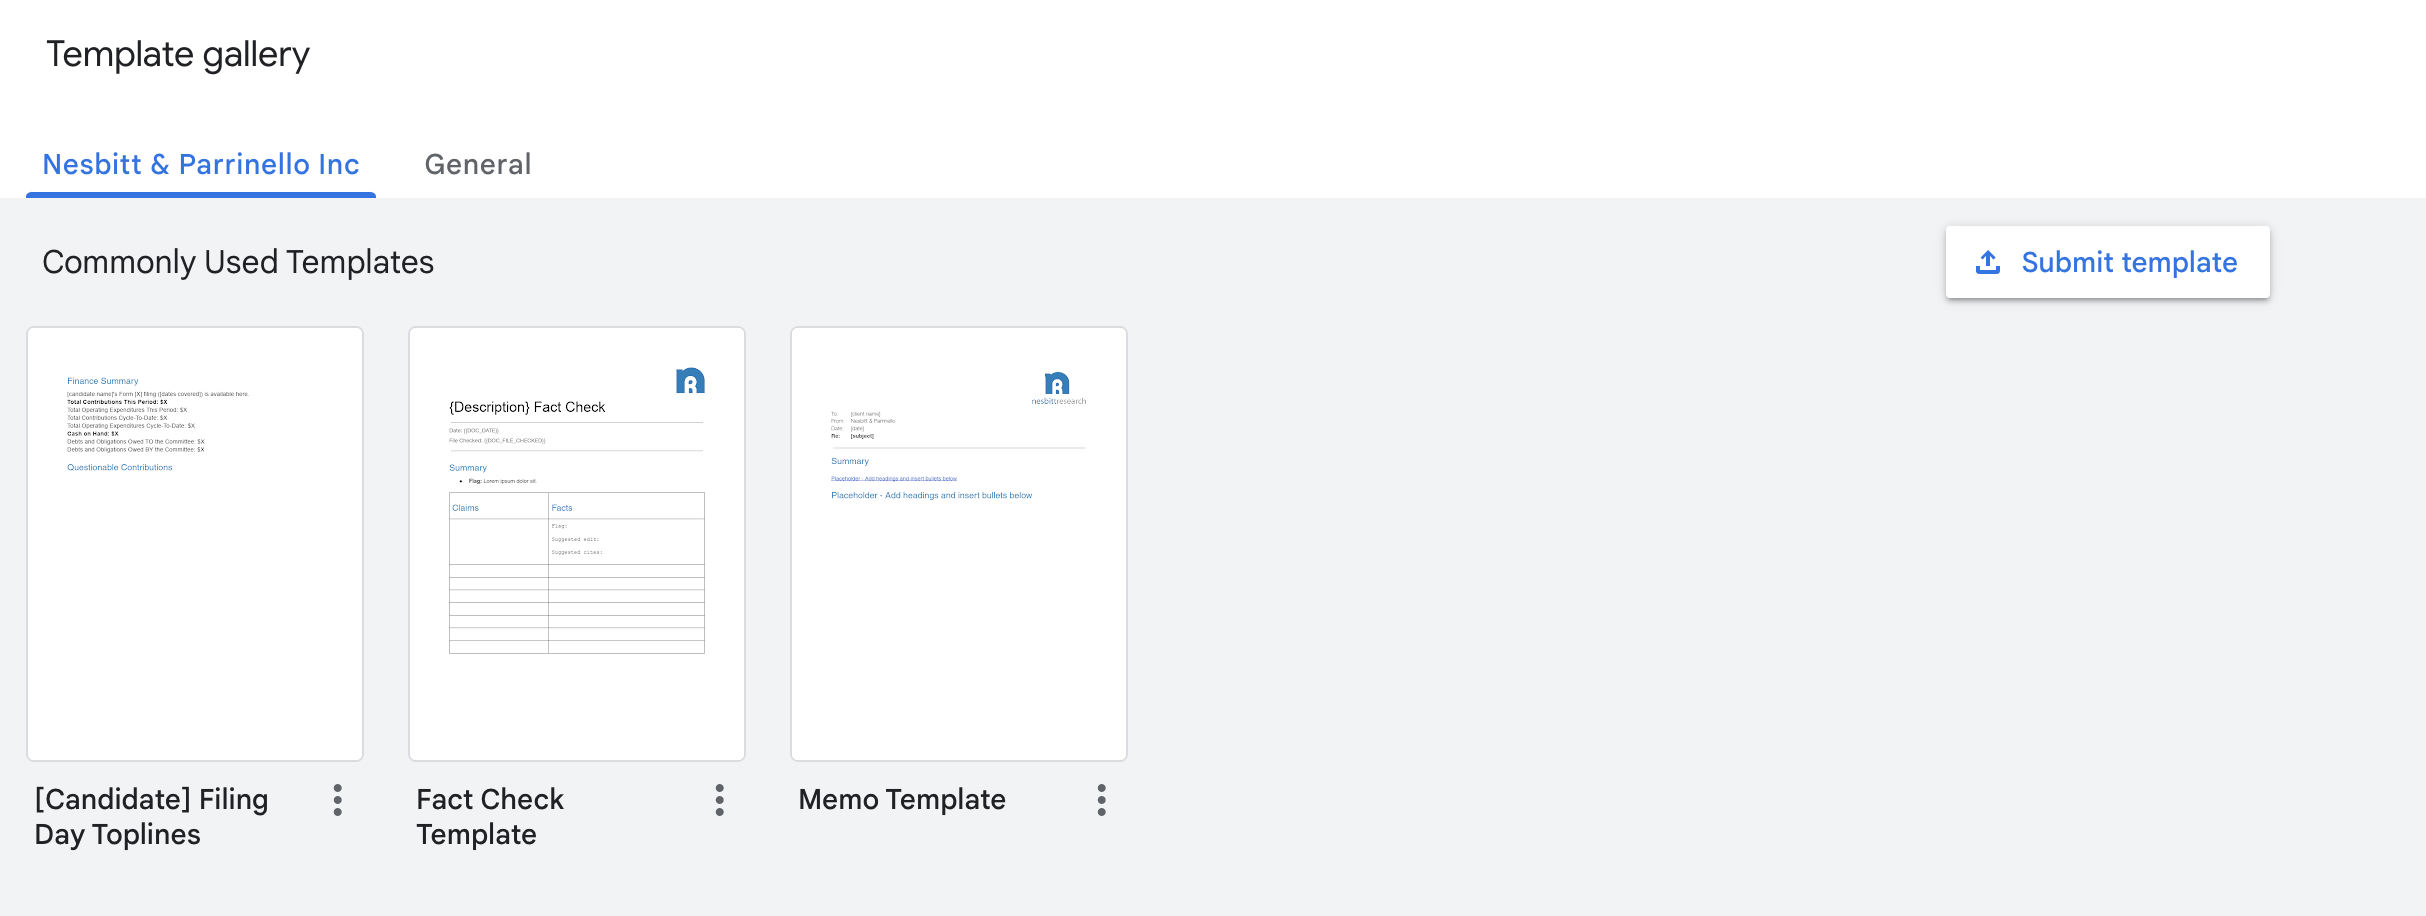 Template gallery
Nesbitt & Parrinello Inc
General
Commonly Used Templates
Submit template
Finance Summary
[candidate name]'s Form [X] filing ([dates covered]) is available here.
Total Contributions This Period: $X
Total Operating Expenditures This Period: $X
Total Contributions Cycle-To-Date: $X
Total Operating Expenditures Cycle-To-Date: $X
Cash on Hand: $X
Debts and Obligations Owed TO the Committee: $X
Debts and Obligations Owed BY the Committee: $X
Questionable Contributions
[Candidate] Filing
Day Toplines
{Description} Fact Check
Date: {{DOC_DATE}}
File Checked: {{DOC_FILE_CHECKED}}
Summary
Flag: Lorem ipsum dolor sit.
Claims
Facts
Flag:
Suggested edit:
Suggested cites:
Fact Check
Template
nesbittresearch
To: [client name]
From: Nesbitt & Parrinello
Date: [date]
Re: [subject]
Summary
Placeholder - Add headings and insert bullets below
Placeholder - Add headings and insert bullets below
Memo Template